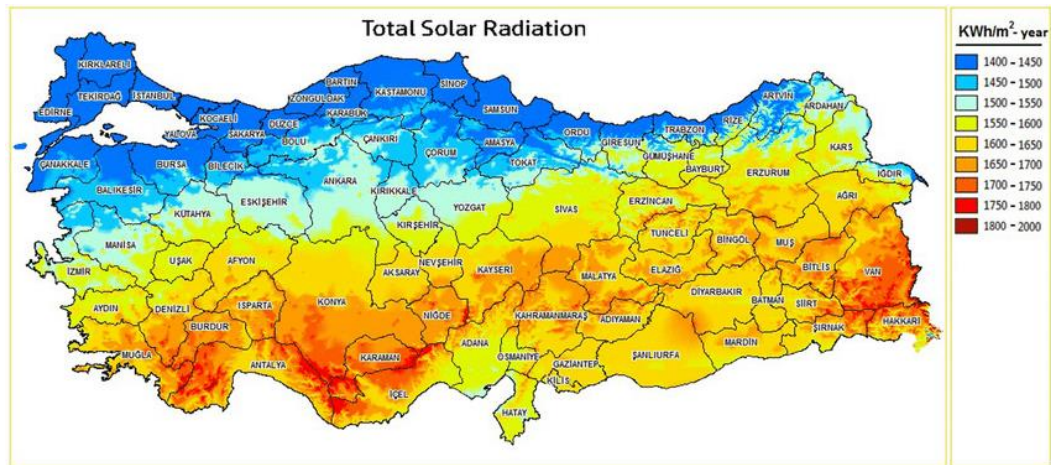 Total Solar Radiation
KWh/m²- year
1400 - 1450
1450 - 1500
1500 - 1550
1550 - 1600
1600 - 1650
1650 - 1700
1700 - 1750
1750 - 1800
1800 - 2000
KIRKLARELİ
EDİRNE
TEKİRDAĞ
İSTANBUL
KOCAELİ
YALOVA
SAKARYA
DÜZCE
ZONGULDAK
BARTIN
KARABÜK
KASTAMONU
SİNOP
SAMSUN
BOLU
ÇANKIRI
ÇORUM
AMASYA
TOKAT
ORDU
GİRESUN
TRABZON
RİZE
ARTVİN
ARDAHAN
KARS
IĞDIR
GÜMÜŞHANE
BAYBURT
ERZURUM
AĞRI
ÇANAKKALE
BALIKESİR
BURSA
BİLECİK
ESKİŞEHİR
ANKARA
KIRIKKALE
YOZGAT
SİVAS
ERZİNCAN
TUNCELİ
BİNGÖL
MUŞ
BİTLİS
VAN
KÜTAHYA
MANİSA
İZMİR
UŞAK
AFYON
KIRŞEHİR
NEVŞEHİR
AKSARAY
KAYSERİ
MALATYA
ELAZIĞ
DİYARBAKIR
BATMAN
SİİRT
ŞIRNAK
HAKKARİ
AYDIN
DENİZLİ
ISPARTA
BURDUR
KONYA
NİĞDE
KAHRAMANMARAŞ
ADIYAMAN
MARDİN
ŞANLIURFA
MUĞLA
ANTALYA
KARAMAN
İÇEL
ADANA
OSMANİYE
GAZİANTEP
KİLİS
HATAY